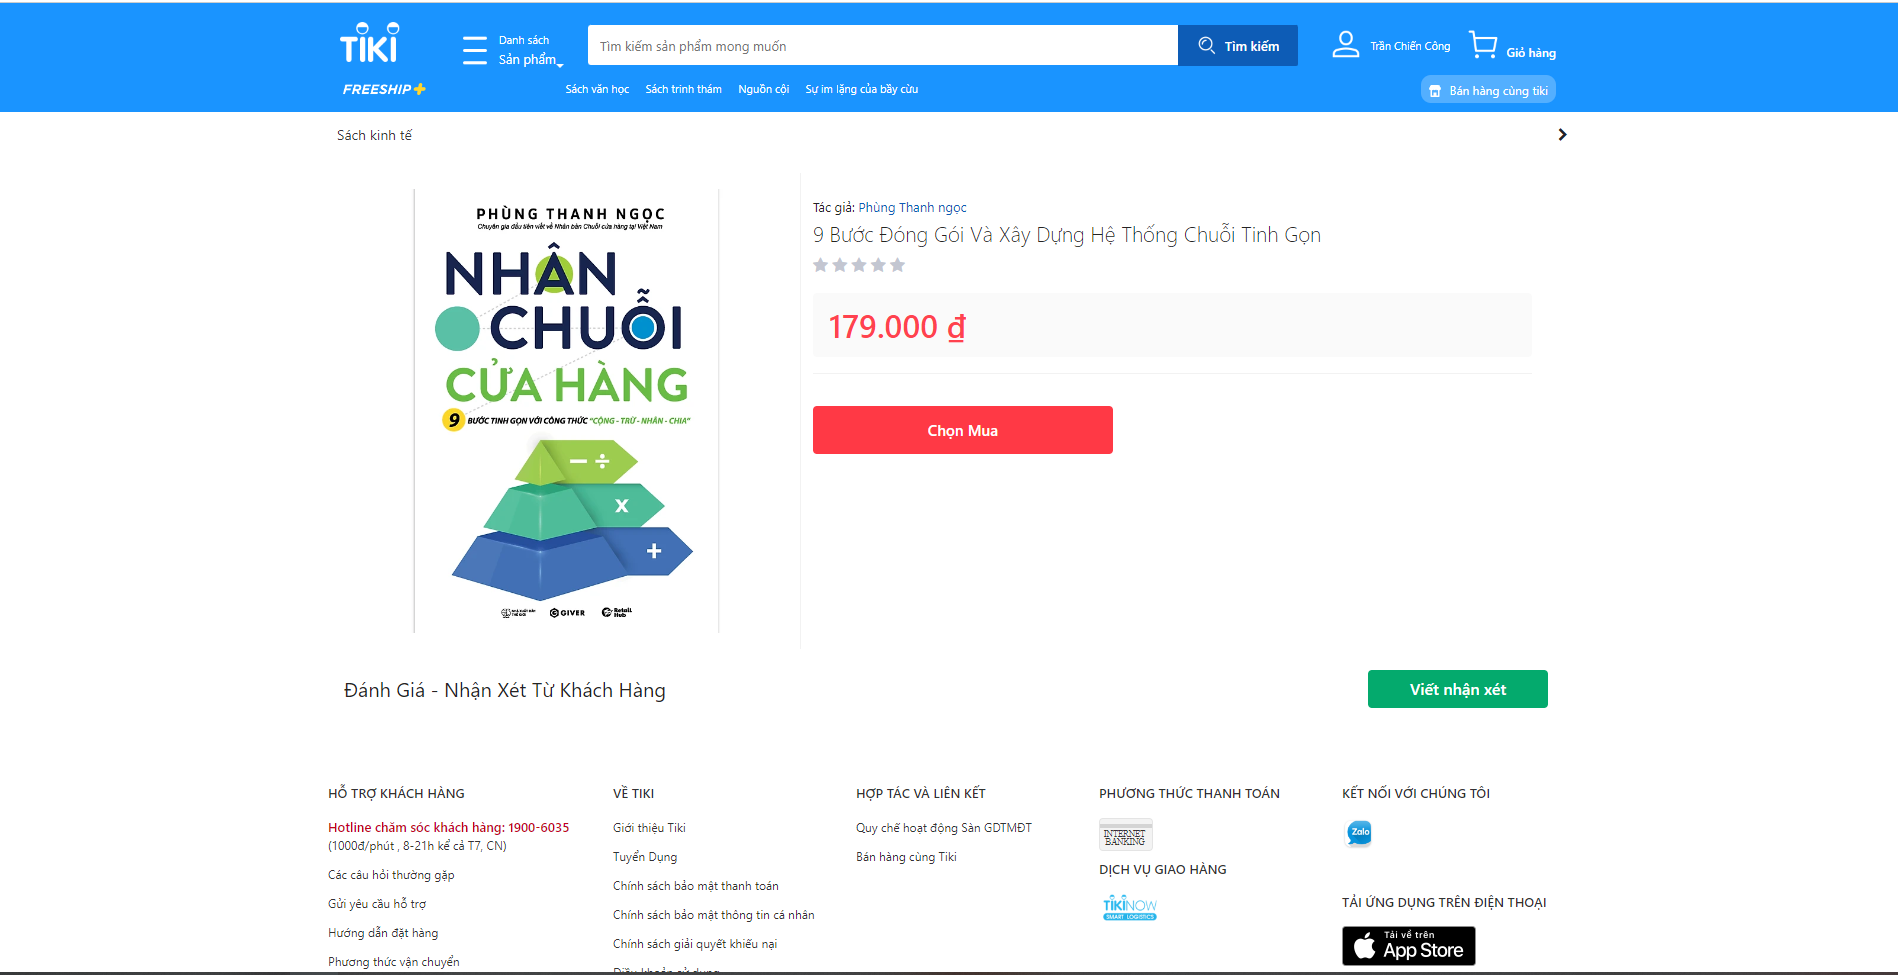 TIKI
FREESHIP+
Danh sách
Sản phẩm
Tìm kiếm sản phẩm mong muốn
Tìm kiếm
Trần Chiến Công
Giỏ hàng
Sách văn học
Sách trinh thám
Nguồn cội
Sự im lặng của bầy cừu
Bán hàng cùng tiki
Sách kinh tế
PHÙNG THANH NGỌC
Chuyên gia đầu tiên viết về Nhân bản Chuỗi cửa hàng tại Việt Nam
NHÂN
CHUỖI
CỬA HÀNG
9 BƯỚC TINH GỌN VỚI CÔNG THỨC "CỘNG - TRỪ - NHÂN - CHIA"
− ÷
x
+
GIVER
Retail Hub
Tác giả: Phùng Thanh ngọc
9 Bước Đóng Gói Và Xây Dựng Hệ Thống Chuỗi Tinh Gọn
179.000 ₫
Chọn Mua
Đánh Giá - Nhận Xét Từ Khách Hàng
Viết nhận xét
HỖ TRỢ KHÁCH HÀNG
Hotline chăm sóc khách hàng: 1900-6035
(1000đ/phút , 8-21h kể cả T7, CN)
Các câu hỏi thường gặp
Gửi yêu cầu hỗ trợ
Hướng dẫn đặt hàng
Phương thức vận chuyển
VỀ TIKI
Giới thiệu Tiki
Tuyển Dụng
Chính sách bảo mật thanh toán
Chính sách bảo mật thông tin cá nhân
Chính sách giải quyết khiếu nại
Điều khoản sử dụng
HỢP TÁC VÀ LIÊN KẾT
Quy chế hoạt động Sàn GDTMĐT
Bán hàng cùng Tiki
PHƯƠNG THỨC THANH TOÁN
INTERNET
BANKING
DỊCH VỤ GIAO HÀNG
TIKINOW
SMART LOGISTICS
KẾT NỐI VỚI CHÚNG TÔI
Zalo
TẢI ỨNG DỤNG TRÊN ĐIỆN THOẠI
Tải về trên
App Store